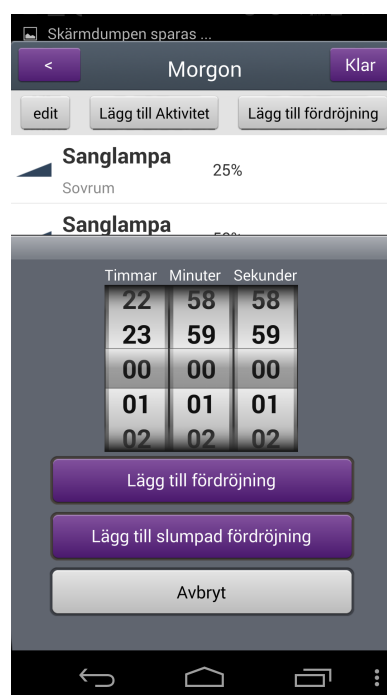 Skärmdumpen sparas ...
< Morgon Klar
edit Lägg till Aktivitet Lägg till fördröjning
Sanglampa 25%
Sovrum
Sanglampa
Timmar Minuter Sekunder
22 58 58
23 59 59
00 00 00
01 01 01
02 02 02
Lägg till fördröjning
Lägg till slumpad fördröjning
Avbryt